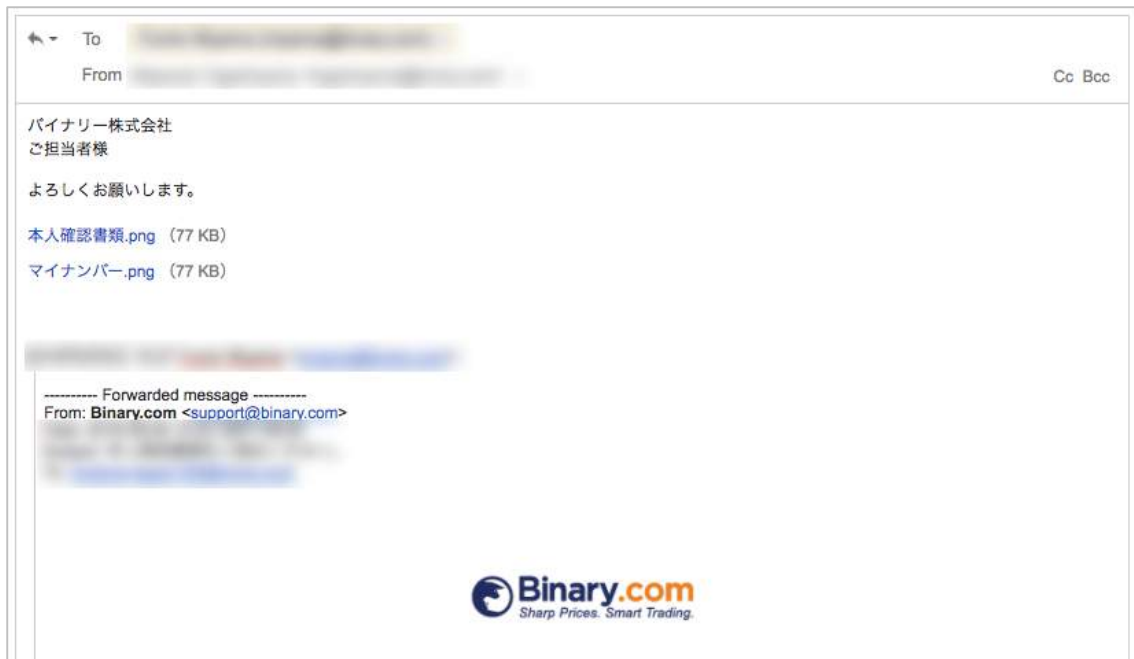 To
From
Cc Bcc
バイナリー株式会社
ご担当者様
よろしくお願いします。
本人確認書類.png （77 KB）
マイナンバー.png （77 KB）
---------- Forwarded message ----------
From: Binary.com <support@binary.com>
Binary.com
Sharp Prices. Smart Trading.